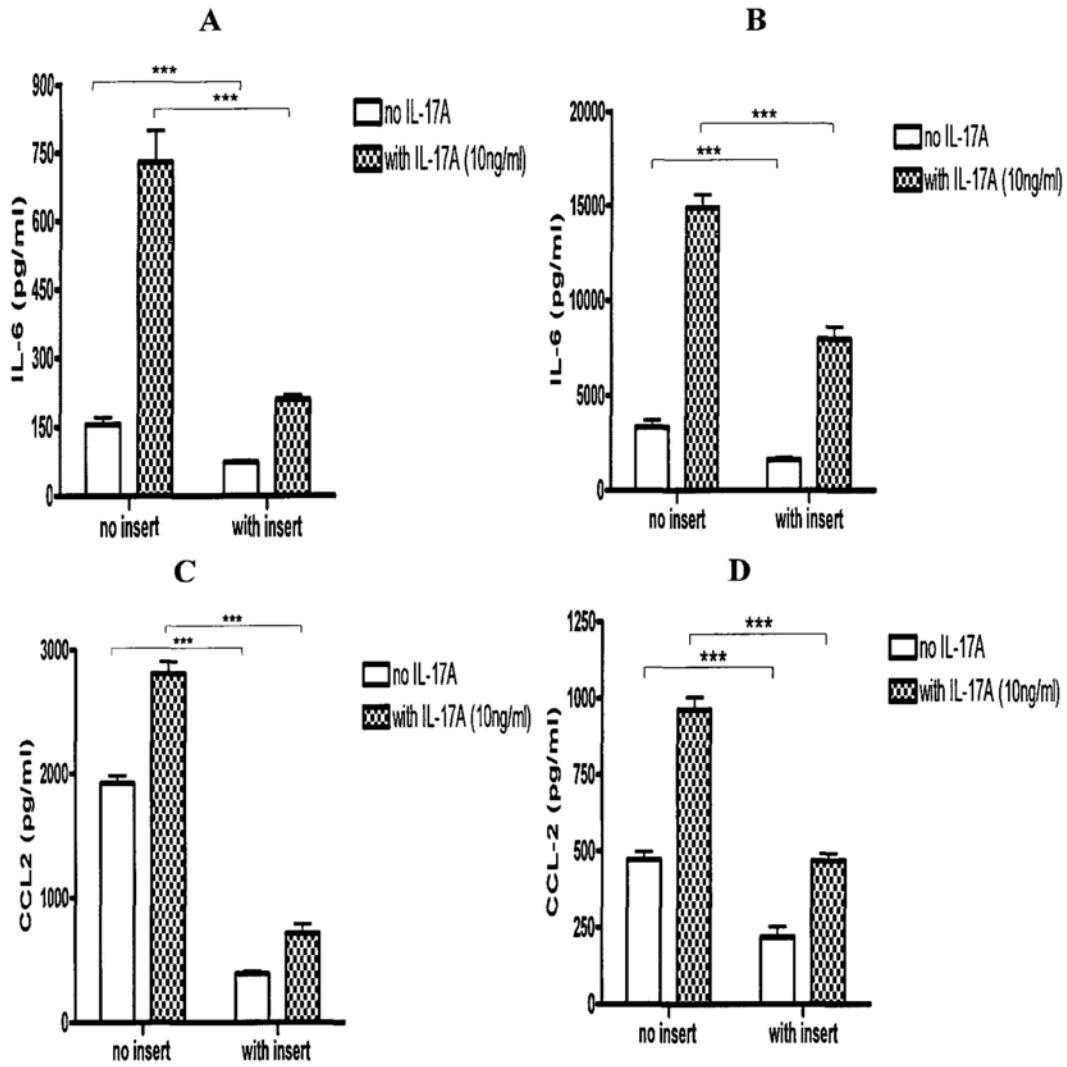 A
***
***
900
750
600
450
300
150
0
IL-6 (pg/ml)
no insert
with insert
no IL-17A
with IL-17A (10ng/ml)
B
***
***
20000
15000
10000
5000
0
IL-6 (pg/ml)
no insert
with insert
no IL-17A
with IL-17A (10ng/ml)
C
***
***
3000
2000
1000
0
CCL2 (pg/ml)
no insert
with insert
no IL-17A
with IL-17A (10ng/ml)
D
***
***
1250
1000
750
500
250
0
CCL-2 (pg/ml)
no insert
with insert
no IL-17A
with IL-17A (10ng/ml)